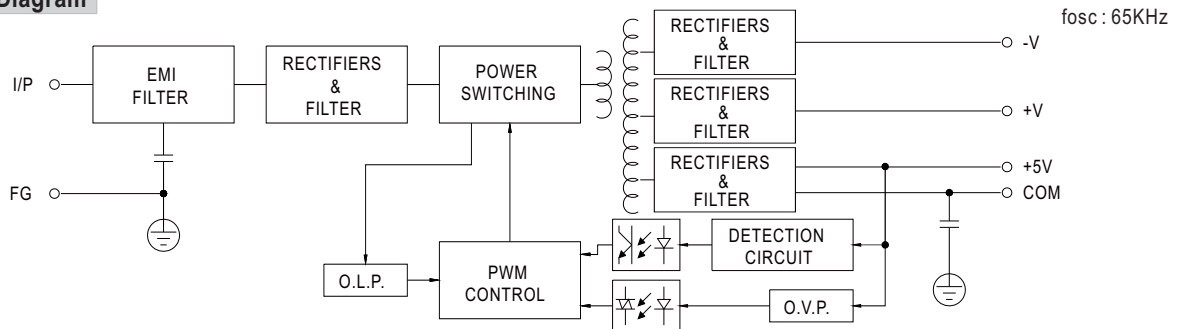 Diagram
fosc : 65KHz
I/P
EMI
FILTER
RECTIFIERS
&
FILTER
POWER
SWITCHING
RECTIFIERS
&
FILTER
-V
RECTIFIERS
&
FILTER
+V
RECTIFIERS
&
FILTER
+5V
COM
FG
O.L.P.
PWM
CONTROL
DETECTION
CIRCUIT
O.V.P.